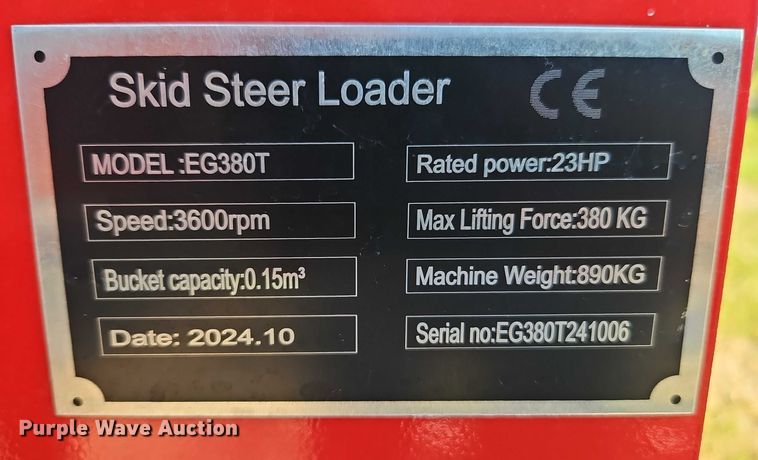 Skid Steer Loader CE
MODEL:EG380T
Rated power:23HP
Speed:3600rpm
Max Lifting Force:380 KG
Bucket capacity:0.15m³
Machine Weight:890KG
Date: 2024.10
Serial no:EG380T241006
Purple Wave Auction